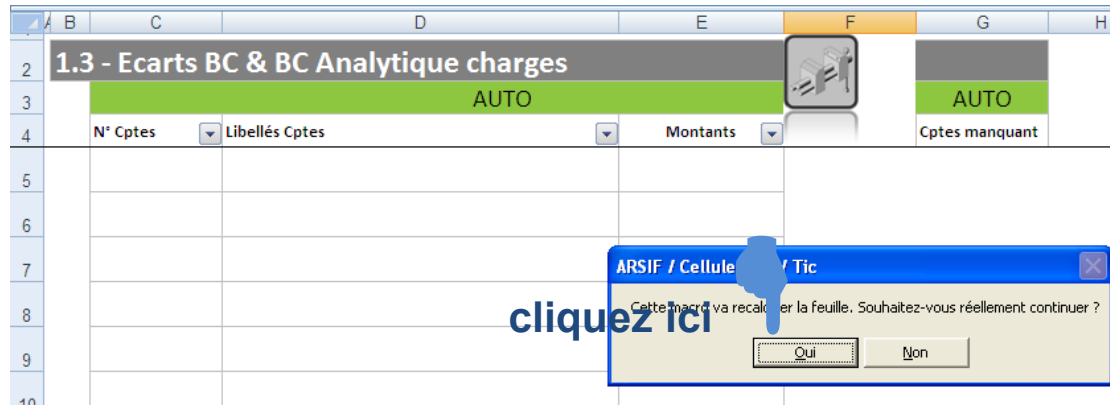 B C D E F G H
2 1.3 - Ecarts BC & BC Analytique charges
3 AUTO AUTO
4 N° Cptes Libellés Cptes Montants Cptes manquant
5
6
7
ARSIF / Cellule / Tic
8
Cette macro va recalculer la feuille. Souhaitez-vous réellement continuer ?
cliquez ici
9
Oui Non
10